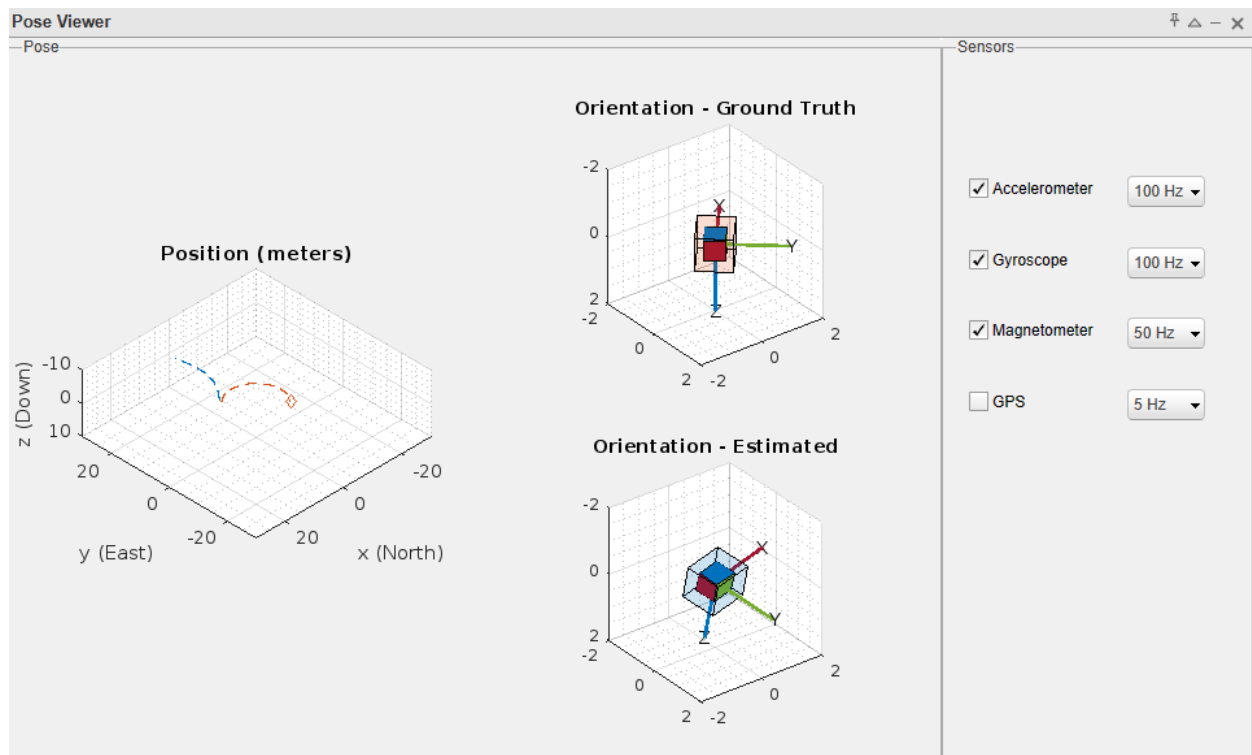 Pose Viewer
Pose
Position (meters)
-10
0
10
z (Down)
20
0
-20
y (East)
20
0
-20
x (North)
Orientation - Ground Truth
-2
0
2
-2
0
2
-2
0
2
X
Y
Z
Orientation - Estimated
-2
0
2
-2
0
2
-2
0
2
X
Y
Z
Sensors
Accelerometer 100 Hz
Gyroscope 100 Hz
Magnetometer 50 Hz
GPS 5 Hz